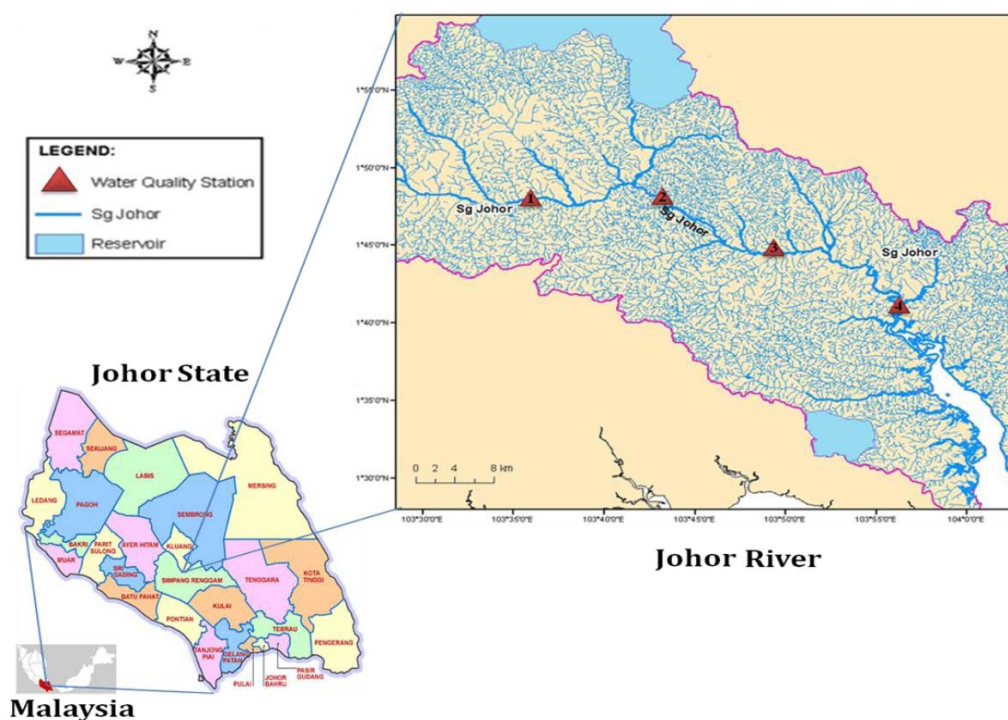 N
W E
S
LEGEND:
Water Quality Station
Sg Johor
Reservoir
1°55'0"N
1°50'0"N
1°45'0"N
1°40'0"N
1°35'0"N
1°30'0"N
1
2
3
4
Sg Johor
Sg Johor
Sg Johor
0 2 4 8 km
103°30'0"E 103°35'0"E 103°40'0"E 103°45'0"E 103°50'0"E 103°55'0"E 104°0'0"E
Johor River
Johor State
SEGAMAT
SEKIJANG
LABIS
MERSING
LEDANG
PAGOH
SEMBRONG
BAKRI
PARIT
SULONG
AYER HITAM
KLUANG
MUAR
SRI
GADING
SIMPANG RENGGAM
TENGGARA
KOTA
TINGGI
BATU PAHAT
KULAI
PONTIAN
TEBRAU
PENGERANG
TANJONG
PIAI
GELANG
PATAH
PULAI
JOHOR
BAHRU
PASIR
GUDANG
Malaysia